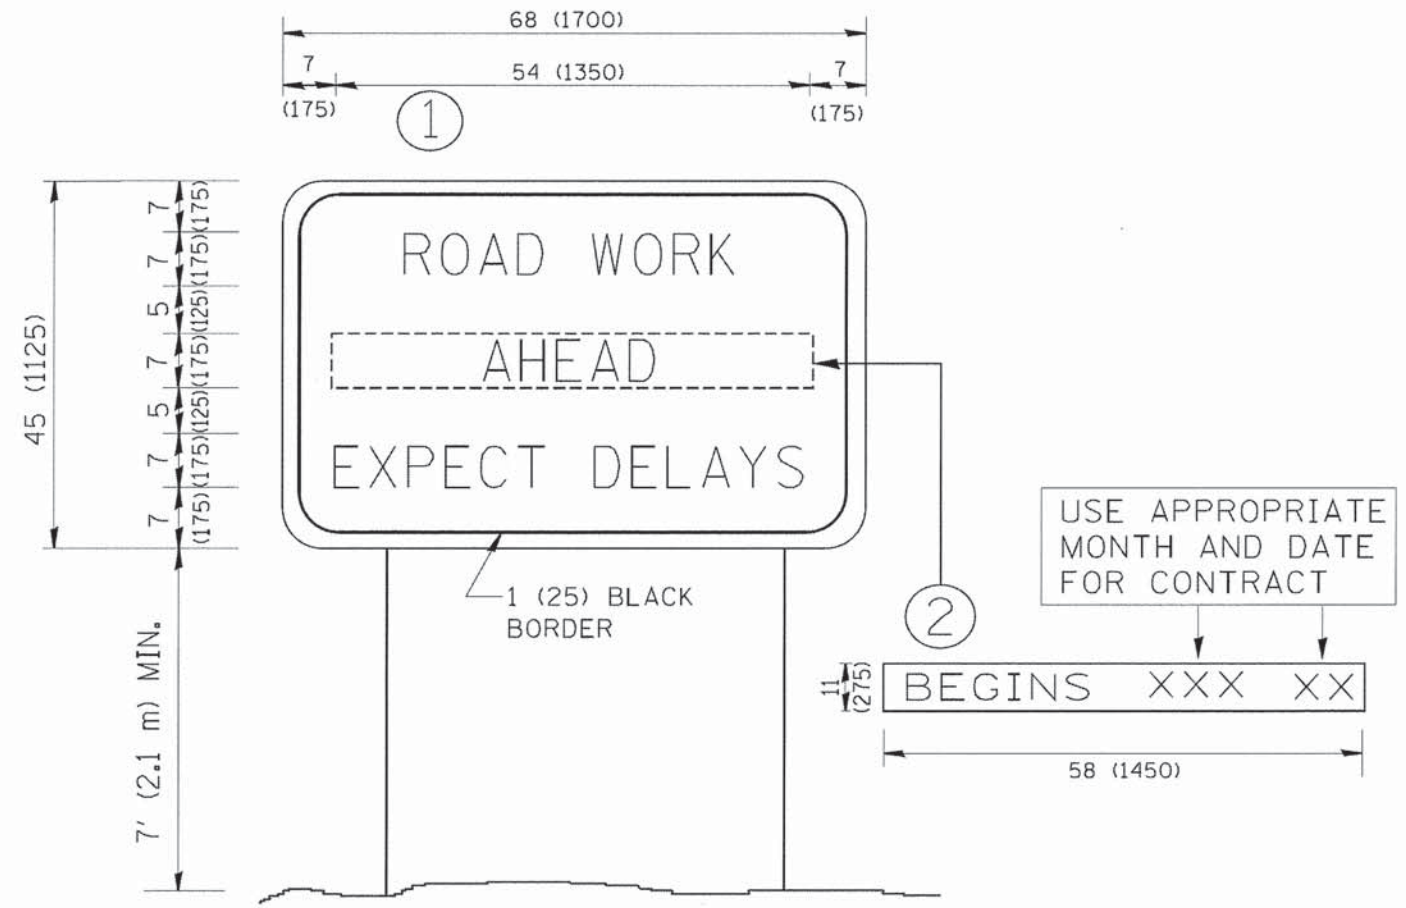 68 (1700)
7
54 (1350)
7
(175)
(175)
1
45 (1125)
7 (175)
7 (175)
5 (125)
7 (175)
5 (125)
7 (175)
7 (175)
ROAD WORK
AHEAD
EXPECT DELAYS
1 (25) BLACK
BORDER
7' (2.1 m) MIN.
USE APPROPRIATE
MONTH AND DATE
FOR CONTRACT
2
11
(275)
BEGINS XXX XX
58 (1450)